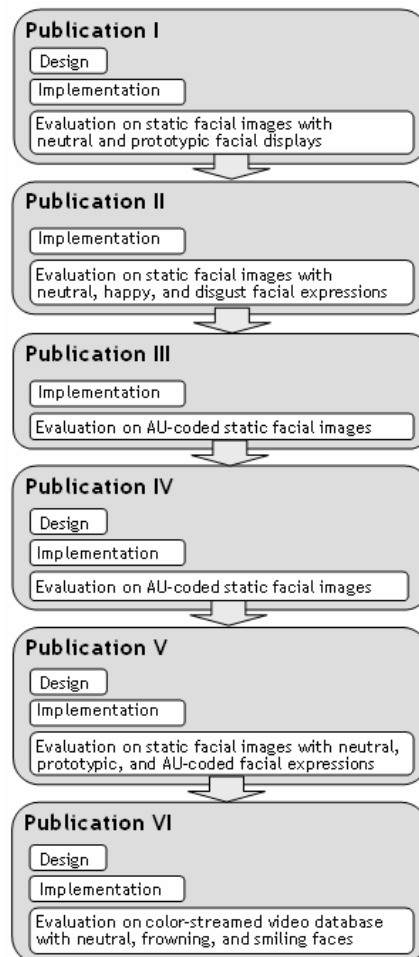 Publication I
Design
Implementation
Evaluation on static facial images with
neutral and prototypic facial displays
Publication II
Implementation
Evaluation on static facial images with
neutral, happy, and disgust facial expressions
Publication III
Implementation
Evaluation on AU-coded static facial images
Publication IV
Design
Implementation
Evaluation on AU-coded static facial images
Publication V
Design
Implementation
Evaluation on static facial images with neutral,
prototypic, and AU-coded facial expressions
Publication VI
Design
Implementation
Evaluation on color-streamed video database
with neutral, frowning, and smiling faces